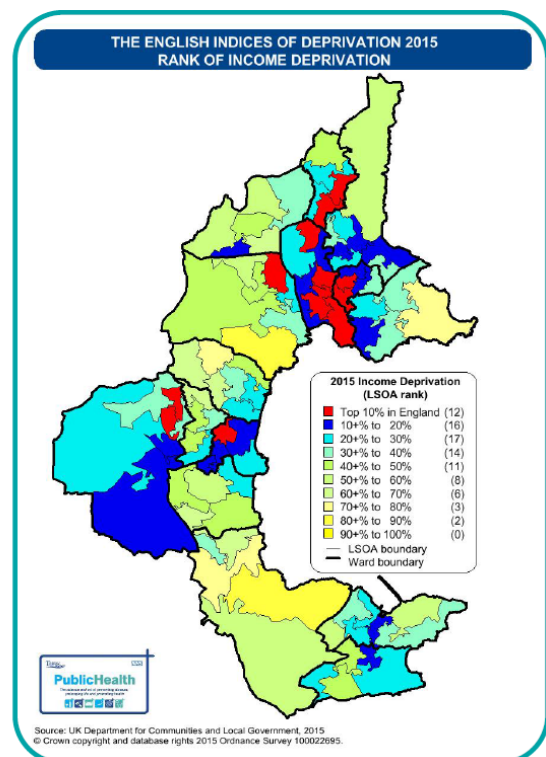 THE ENGLISH INDICES OF DEPRIVATION 2015
RANK OF INCOME DEPRIVATION
2015 Income Deprivation
(LSOA rank)
Top 10% in England (12)
10+% to 20% (16)
20+% to 30% (17)
30+% to 40% (14)
40+% to 50% (11)
50+% to 60% (8)
60+% to 70% (6)
70+% to 80% (3)
80+% to 90% (2)
90+% to 100% (0)
LSOA boundary
Ward boundary
PublicHealth
Source: UK Department for Communities and Local Government, 2015
© Crown copyright and database rights 2015 Ordnance Survey 100022695.